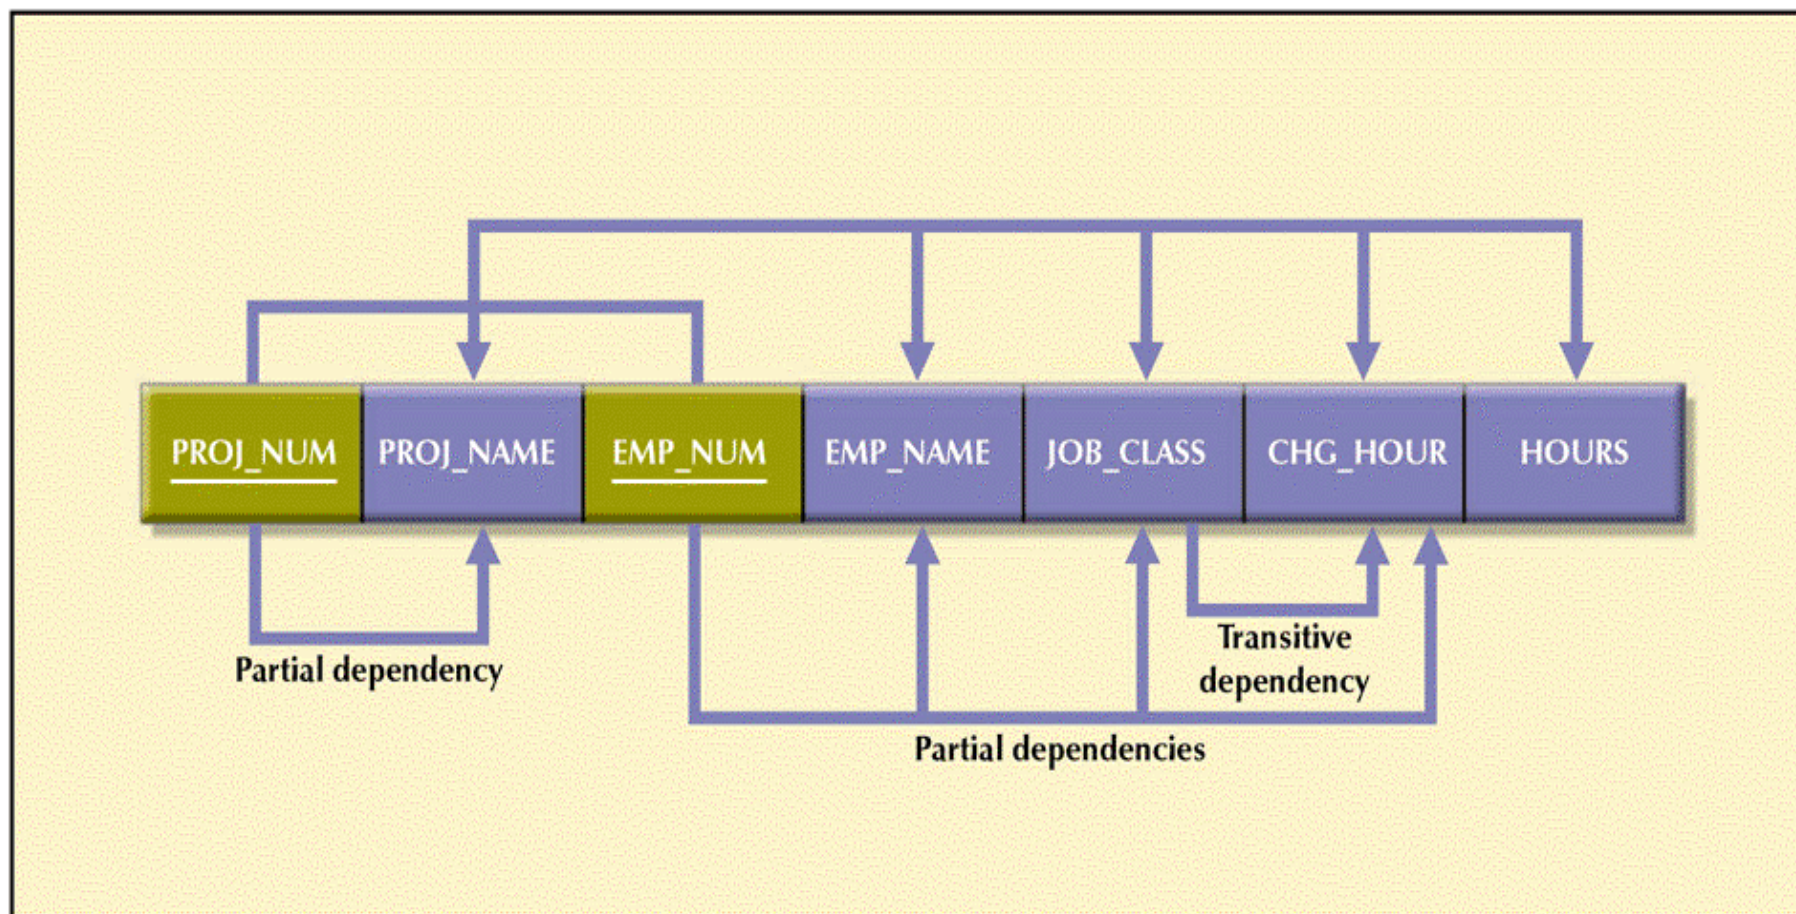 PROJ_NUM PROJ_NAME EMP_NUM EMP_NAME JOB_CLASS CHG_HOUR HOURS
Transitive
dependency
Partial dependency
Partial dependencies